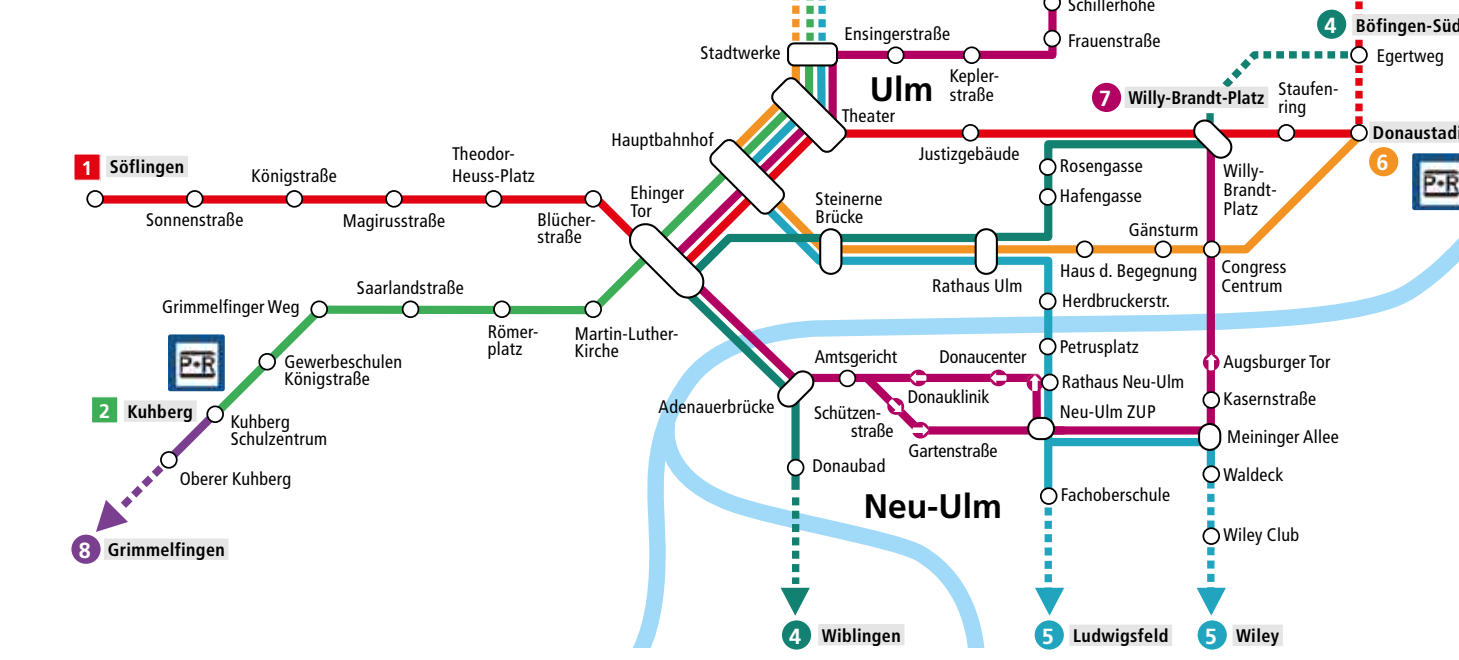 Schillerhöhe
Ensingerstraße
Frauenstraße
Stadtwerke
Kepler-
straße
Ulm
4 Böfingen-Süd
Egertweg
7 Willy-Brandt-Platz
Staufen-
ring
Theater
Hauptbahnhof
Justizgebäude
Donaustadi
6
P+R
1 Söflingen
Sonnenstraße
Königstraße
Magirusstraße
Theodor-
Heuss-Platz
Blücher-
straße
Ehinger
Tor
Steinerne
Brücke
Rosengasse
Hafengasse
Willy-
Brandt-
Platz
Gänsturm
Rathaus Ulm
Haus d. Begegnung
Congress
Centrum
Herdbruckerstr.
Grimmelfinger Weg
Saarlandstraße
Römer-
platz
Martin-Luther-
Kirche
P+R
Gewerbeschulen
Königstraße
2 Kuhberg
Kuhberg
Schulzentrum
Oberer Kuhberg
8 Grimmelfingen
Petrusplatz
Amtsgericht
Donaucenter
Augsburger Tor
Rathaus Neu-Ulm
Donauklinik
Adenauerbrücke
Schützen-
straße
Neu-Ulm ZUP
Kasernstraße
Gartenstraße
Meininger Allee
Donaubad
Waldeck
Neu-Ulm
Fachoberschule
Wiley Club
4 Wiblingen
5 Ludwigsfeld
5 Wiley